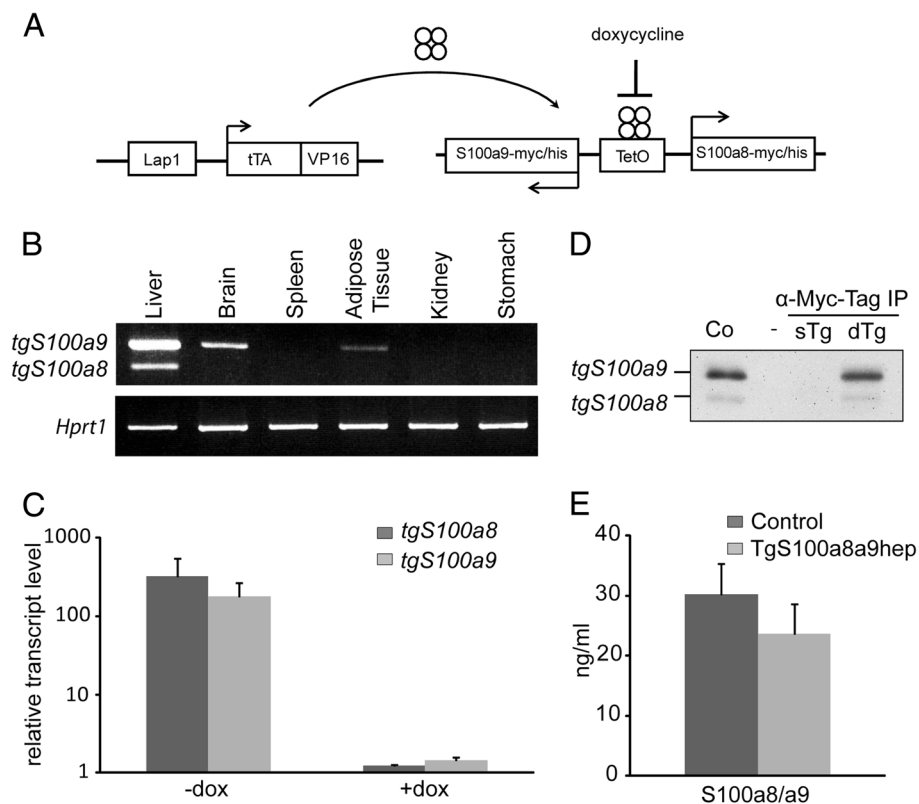 A
doxycycline
Lap1
tTA
VP16
S100a9-myc/his
TetO
S100a8-myc/his
B
Liver
Brain
Spleen
Adipose
Tissue
Kidney
Stomach
tgS100a9
tgS100a8
Hprt1
D
α-Myc-Tag IP
Co
-
sTg
dTg
tgS100a9
tgS100a8
C
relative transcript level
1000
100
10
1
tgS100a8
tgS100a9
-dox
+dox
E
ng/ml
40
30
20
10
0
Control
TgS100a8a9hep
S100a8/a9